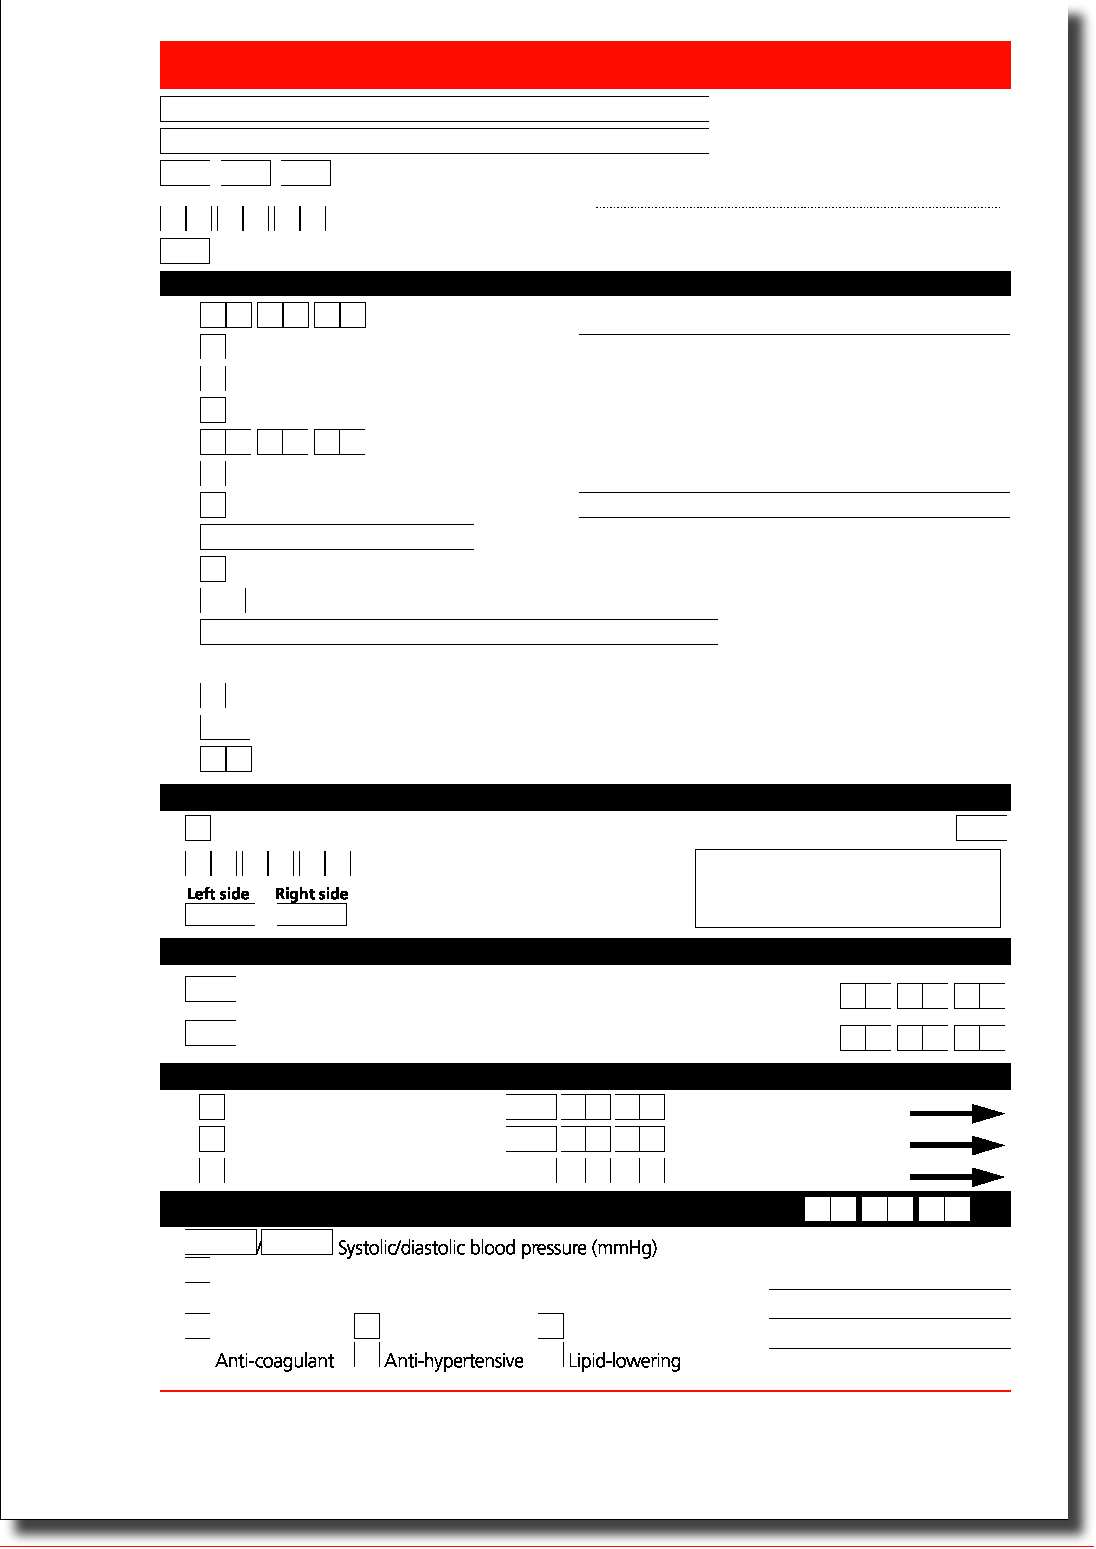 Left side Right side
/ Systolic/diastolic blood pressure (mmHg)
Anti-coagulant Anti-hypertensive Lipid-lowering